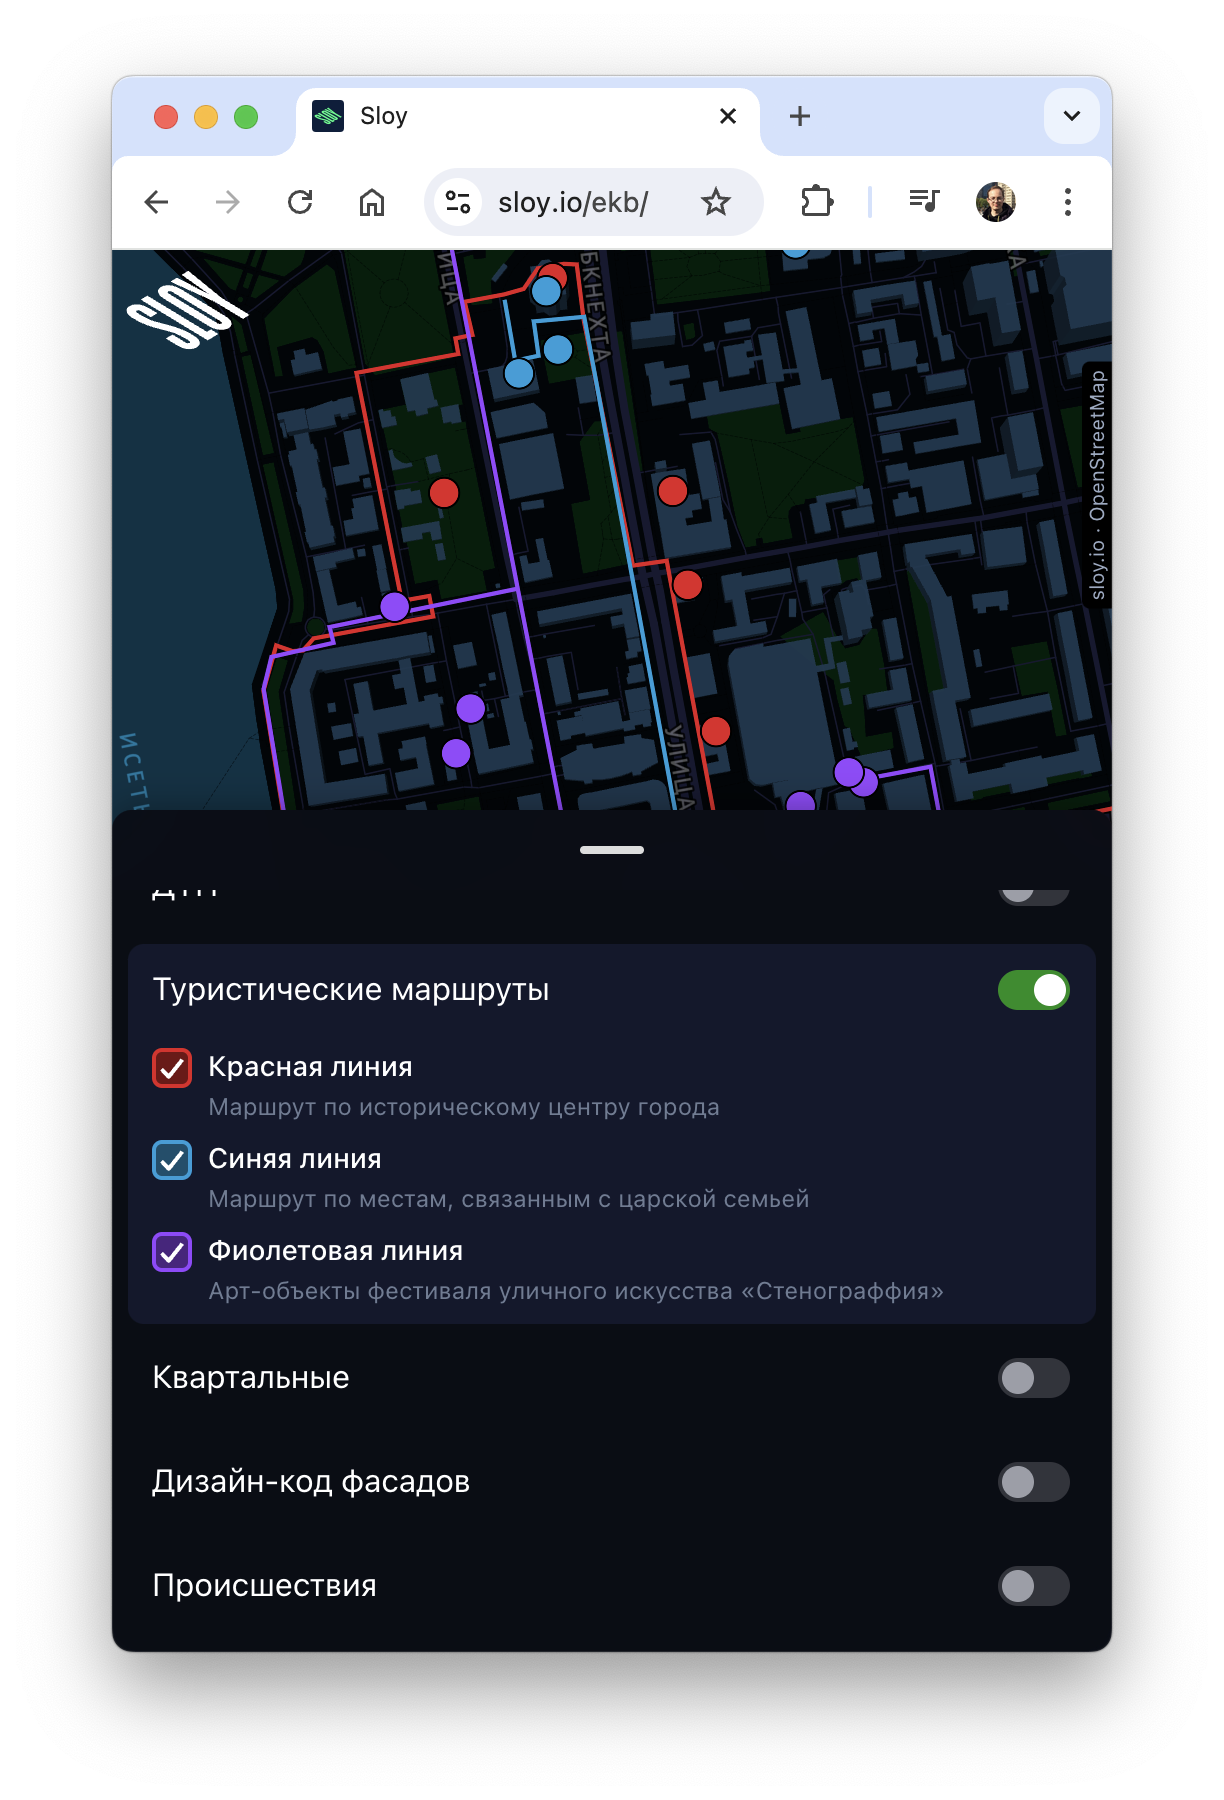 Sloy
sloy.io/ekb/
SLOY
ИЦА
БКНЕХТА
КА
sloy.io · OpenStreetMap
УЛИЦА
ИСЕТЬ
Туристические маршруты
Красная линия
Маршрут по историческому центру города
Синяя линия
Маршрут по местам, связанным с царской семьей
Фиолетовая линия
Арт-объекты фестиваля уличного искусства «Стенограффия»
Квартальные
Дизайн-код фасадов
Происшествия